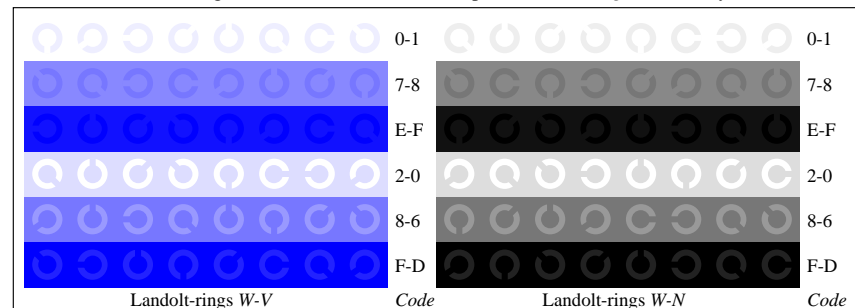 0-1 0-1
7-8 7-8
E-F E-F
2-0 2-0
8-6 8-6
F-D F-D
Landolt-rings W-V Code Landolt-rings W-N Code